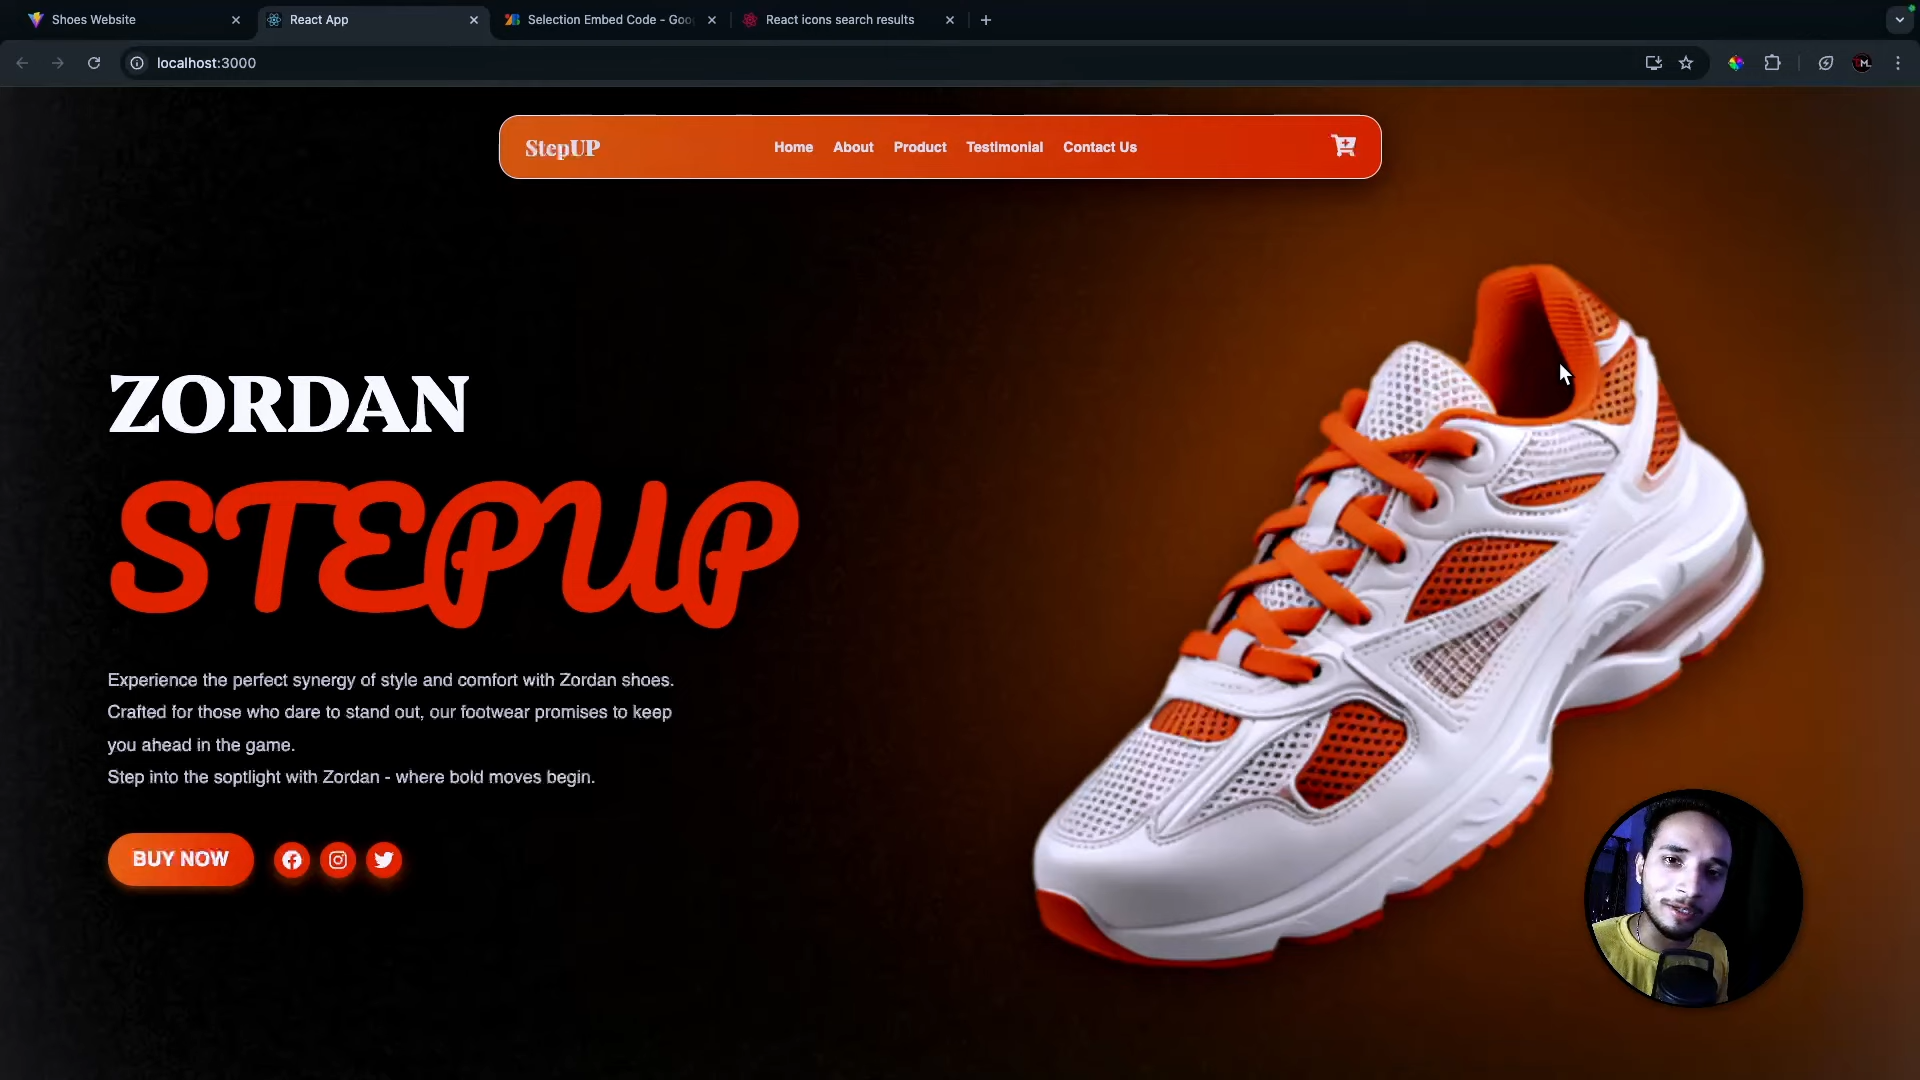 Shoes Website
React App
Selection Embed Code - Goo
React icons search results
localhost:3000
StepUP
Home
About
Product
Testimonial
Contact Us
ZORDAN
STEPUP
Experience the perfect synergy of style and comfort with Zordan shoes.
Crafted for those who dare to stand out, our footwear promises to keep
you ahead in the game.
Step into the soptlight with Zordan - where bold moves begin.
BUY NOW